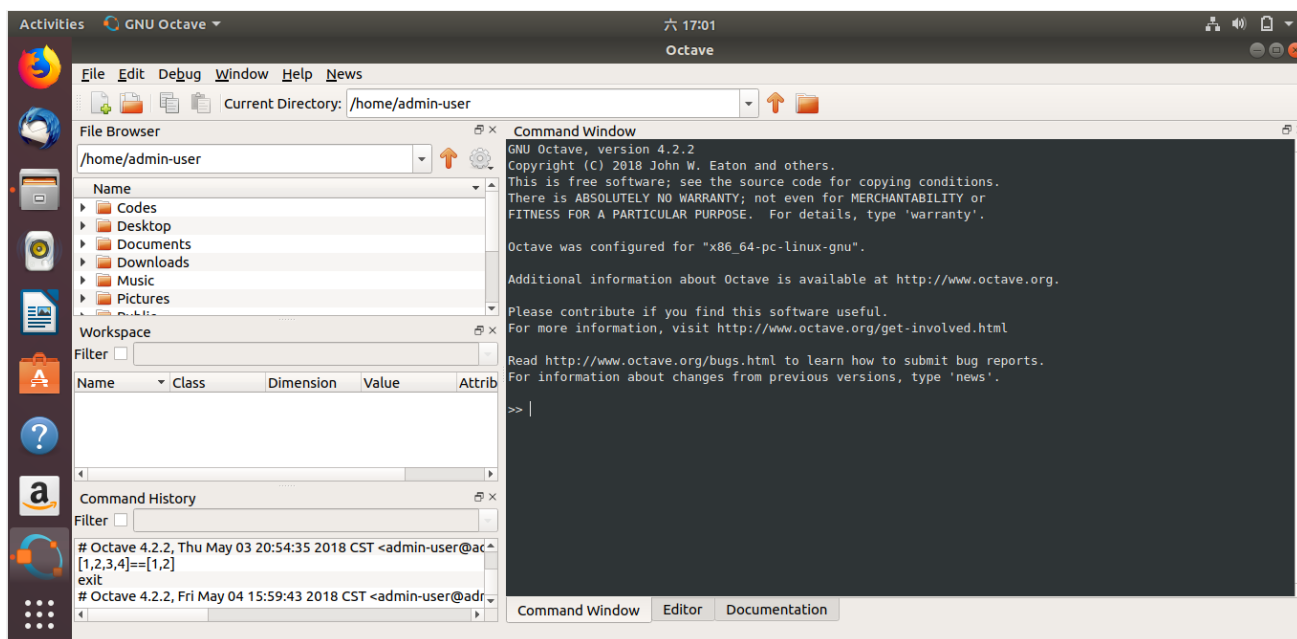 Activities GNU Octave 六 17:01
Octave
File Edit Debug Window Help News
Current Directory: /home/admin-user
File Browser
/home/admin-user
Name
Codes
Desktop
Documents
Downloads
Music
Pictures
Workspace
Filter
Name Class Dimension Value Attrib
Command History
Filter
# Octave 4.2.2, Thu May 03 20:54:35 2018 CST <admin-user@a
[1,2,3,4]==[1,2]
exit
# Octave 4.2.2, Fri May 04 15:59:43 2018 CST <admin-user@adr
Command Window
GNU Octave, version 4.2.2
Copyright (C) 2018 John W. Eaton and others.
This is free software; see the source code for copying conditions.
There is ABSOLUTELY NO WARRANTY; not even for MERCHANTABILITY or
FITNESS FOR A PARTICULAR PURPOSE.  For details, type 'warranty'.
Octave was configured for "x86_64-pc-linux-gnu".
Additional information about Octave is available at http://www.octave.org.
Please contribute if you find this software useful.
For more information, visit http://www.octave.org/get-involved.html
Read http://www.octave.org/bugs.html to learn how to submit bug reports.
For information about changes from previous versions, type 'news'.
>>
Command Window Editor Documentation